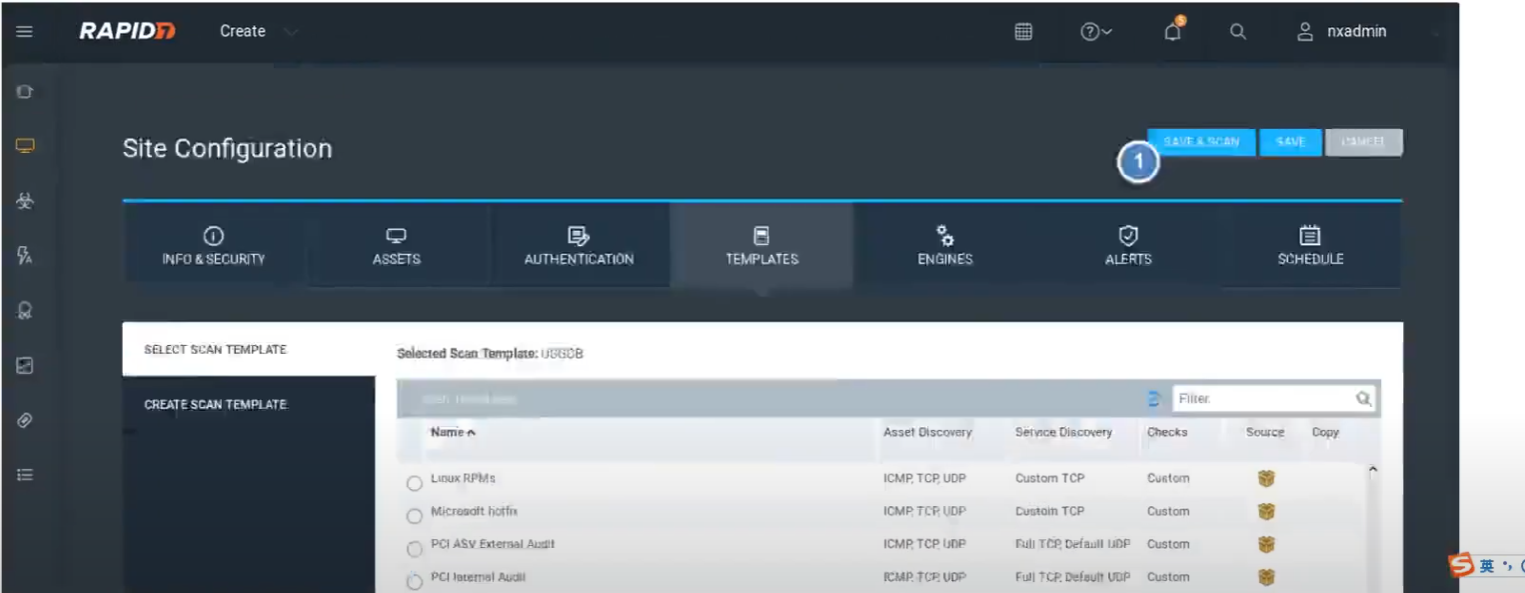 RAPID7 Create 5 nxadmin
Site Configuration
SAVE & SCAN SAVE CANCEL
1
INFO & SECURITY ASSETS AUTHENTICATION TEMPLATES ENGINES ALERTS SCHEDULE
SELECT SCAN TEMPLATE
CREATE SCAN TEMPLATE
Selected Scan Template: USGCB
Filter
Name Asset Discovery Service Discovery Checks Source Copy
Linux RPMs ICMP, TCP, UDP Custom TCP Custom
Microsoft hotfix ICMP, TCP, UDP Custom TCP Custom
PCI ASV External Audit ICMP, TCP, UDP Full TCP, Default UDP Custom
PCI Internal Audit ICMP, TCP, UDP Full TCP, Default UDP Custom
英